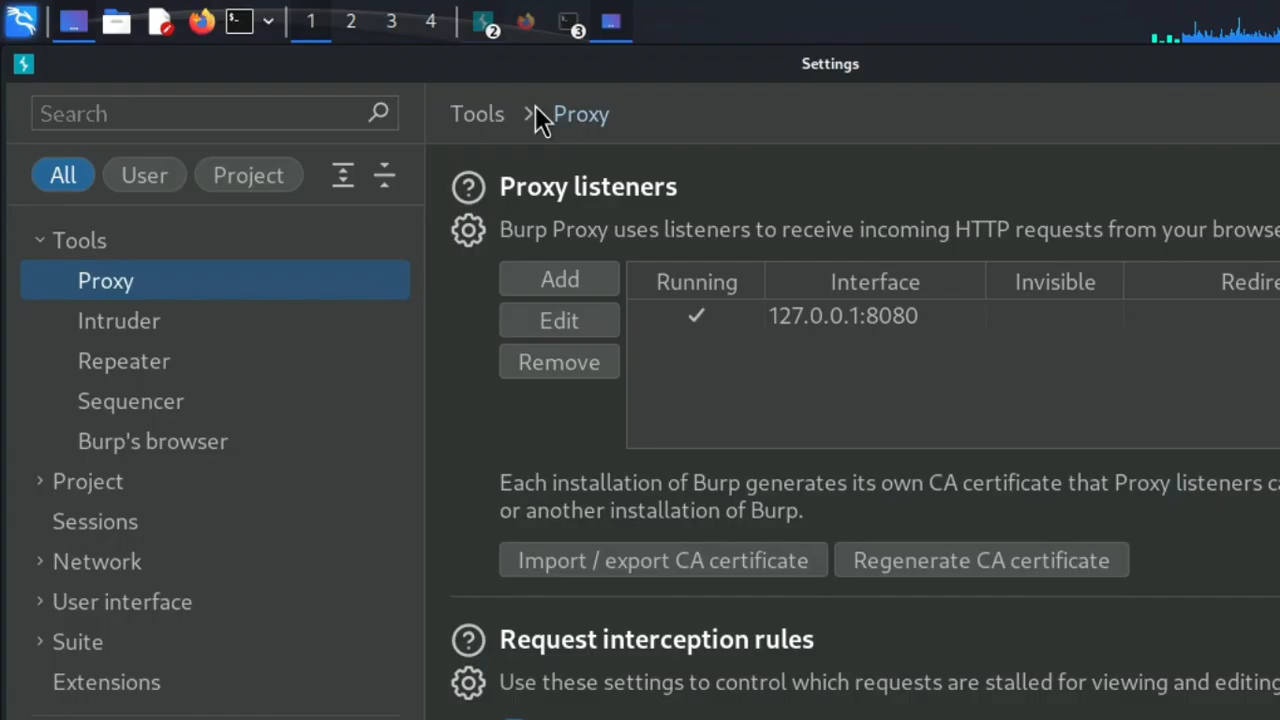 1 2 3 4 2 3
Settings
Search
All User Project
Tools
Proxy
Intruder
Repeater
Sequencer
Burp's browser
Project
Sessions
Network
User interface
Suite
Extensions
Tools > Proxy
Proxy listeners
Burp Proxy uses listeners to receive incoming HTTP requests from your browse
Add
Edit
Remove
Running Interface Invisible Redire
127.0.0.1:8080
Each installation of Burp generates its own CA certificate that Proxy listeners c
or another installation of Burp.
Import / export CA certificate Regenerate CA certificate
Request interception rules
Use these settings to control which requests are stalled for viewing and editing